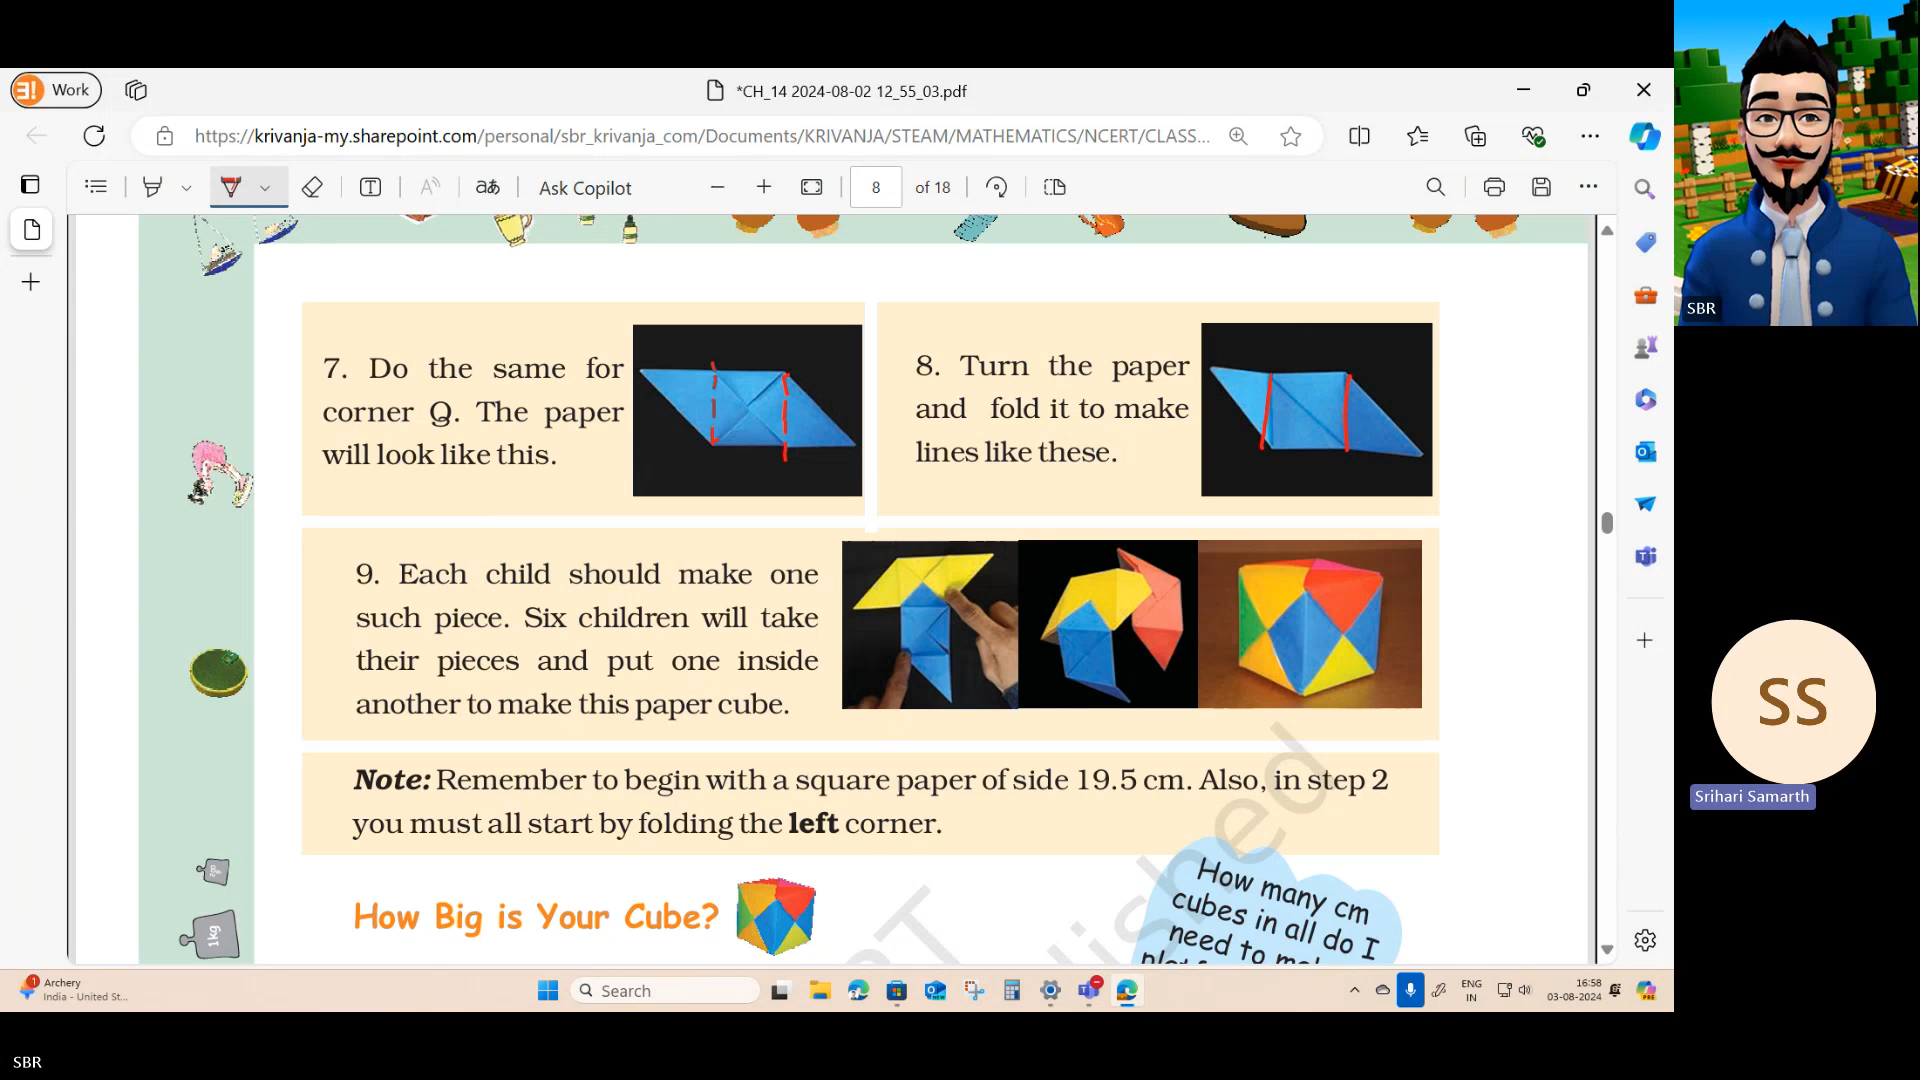 Work
*CH_14 2024-08-02 12_55_03.pdf
https://krivanja-my.sharepoint.com/personal/sbr_krivanja_com/Documents/KRIVANJA/STEAM/MATHEMATICS/NCERT/CLASS...
Ask Copilot
8 of 18
7. Do the same for
corner Q. The paper
will look like this.
8. Turn the paper
and fold it to make
lines like these.
9. Each child should make one
such piece. Six children will take
their pieces and put one inside
another to make this paper cube.
Note: Remember to begin with a square paper of side 19.5 cm. Also, in step 2
you must all start by folding the left corner.
How Big is Your Cube?
How many cm
cubes in all do I
1kg
SBR
SS
Srihari Samarth
Archery
India - United St...
Search
ENG
IN
16:58
03-08-2024
SBR